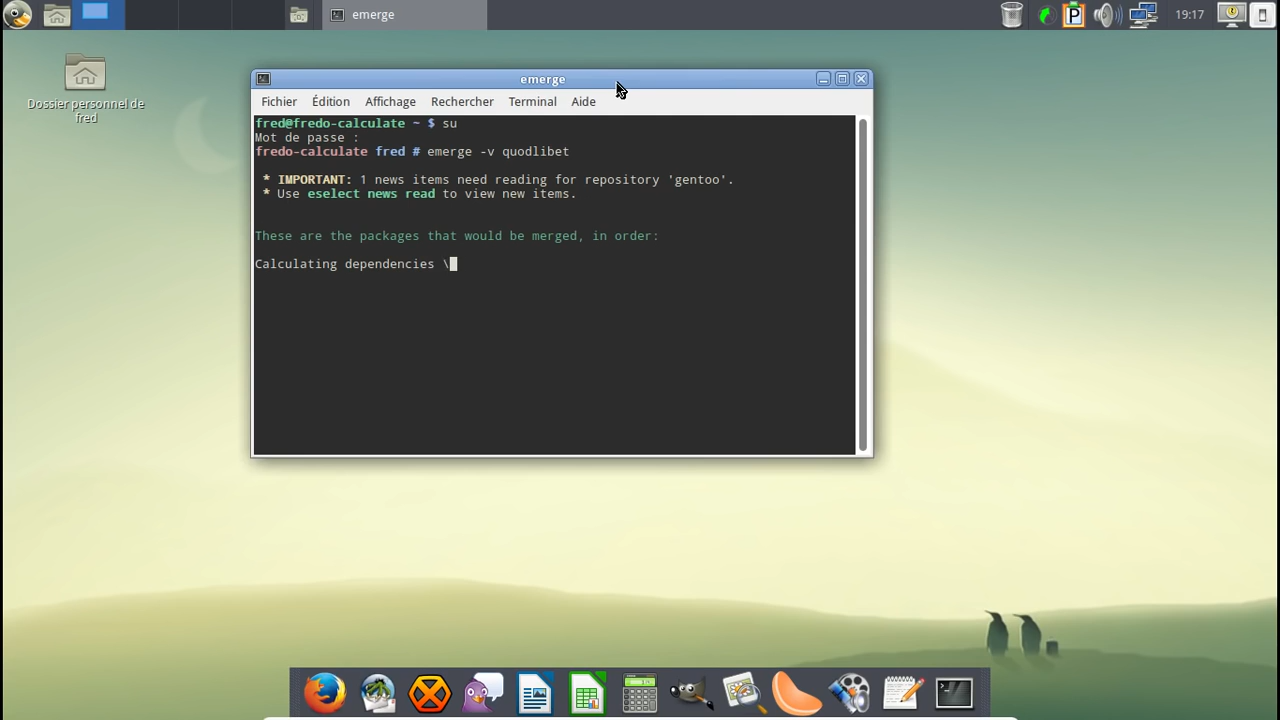 emerge
19:17
Dossier personnel de
fred
emerge
Fichier Édition Affichage Rechercher Terminal Aide
fred@fredo-calculate ~ $ su
Mot de passe :
fredo-calculate fred # emerge -v quodlibet
* IMPORTANT: 1 news items need reading for repository 'gentoo'.
* Use eselect news read to view new items.
These are the packages that would be merged, in order:
Calculating dependencies \